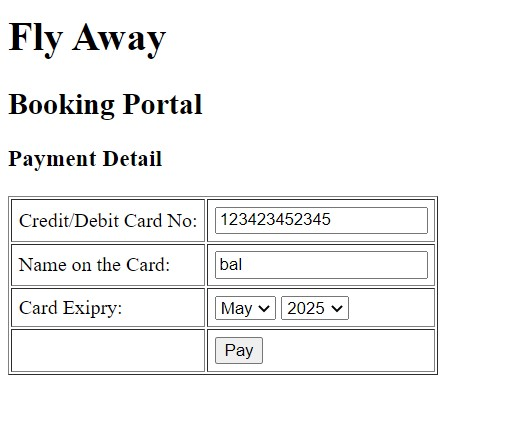 Fly Away
Booking Portal
Payment Detail
Credit/Debit Card No: 123423452345
Name on the Card: bal
Card Exipry: May 2025
Pay